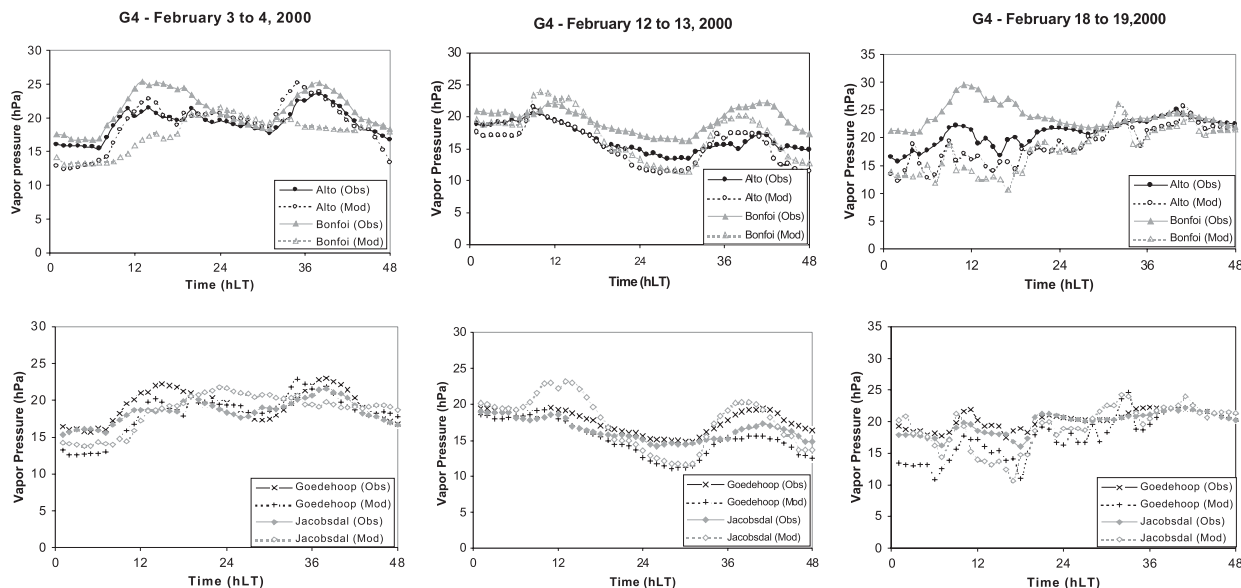 G4 - February 3 to 4, 2000
G4 - February 12 to 13, 2000
G4 - February 18 to 19,2000
Vapor Pressure (hPa)
30
25
20
15
10
5
0
0 12 24 36 48
Time (hLT)
Alto (Obs)
Alto (Mod)
Bonfoi (Obs)
Bonfoi (Mod)
Vapor Pressure (hPa)
30
25
20
15
10
5
0
0 12 24 36 48
Time (hLT)
Alto (Obs)
Alto (Mod)
Bonfoi (Obs)
Bonfoi (Mod)
Vapor Pressure (hPa)
35
30
25
20
15
10
5
0
0 12 24 36 48
Time (hLT)
Alto (Obs)
Alto (Mod)
Bonfoi (Obs)
Bonfoi (Mod)
Vapor Pressure (hPa)
30
25
20
15
10
5
0
0 12 24 36 48
Time (hLT)
Goedehoop (Obs)
Goedehoop (Mod)
Jacobsdal (Obs)
Jacobsdal (Mod)
Vapor Pressure (hPa)
30
25
20
15
10
5
0
0 12 24 36 48
Time (hLT)
Goedehoop (Obs)
Goedehoop (Mod)
Jacobsdal (Obs)
Jacobsdal (Mod)
Vapor Pressure (hPa)
35
30
25
20
15
10
5
0
0 12 24 36 48
Time (hLT)
Goedehoop (Obs)
Goedehoop (Mod)
Jacobsdal (Obs)
Jacobsdal (Mod)